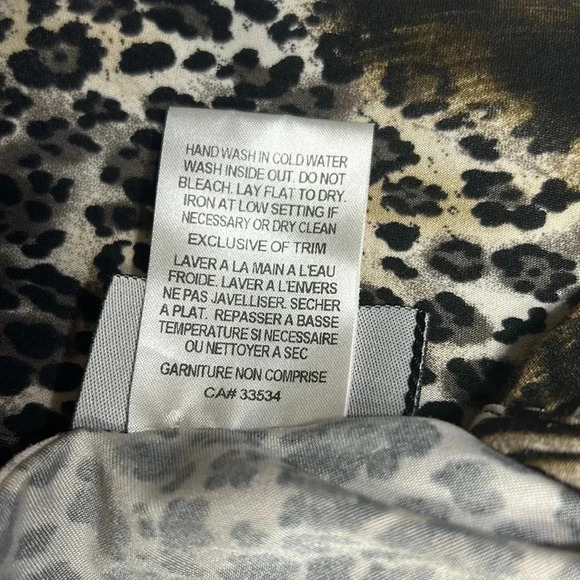 HAND WASH IN COLD WATER
WASH INSIDE OUT. DO NOT
BLEACH. LAY FLAT TO DRY.
IRON AT LOW SETTING IF
NECESSARY OR DRY CLEAN
EXCLUSIVE OF TRIM
LAVER A LA MAIN A L'EAU
FROIDE. LAVER A L'ENVERS
NE PAS JAVELLISER. SECHER
A PLAT. REPASSER A BASSE
TEMPERATURE SI NECESSAIRE
OU NETTOYER A SEC
GARNITURE NON COMPRISE
CA# 33534